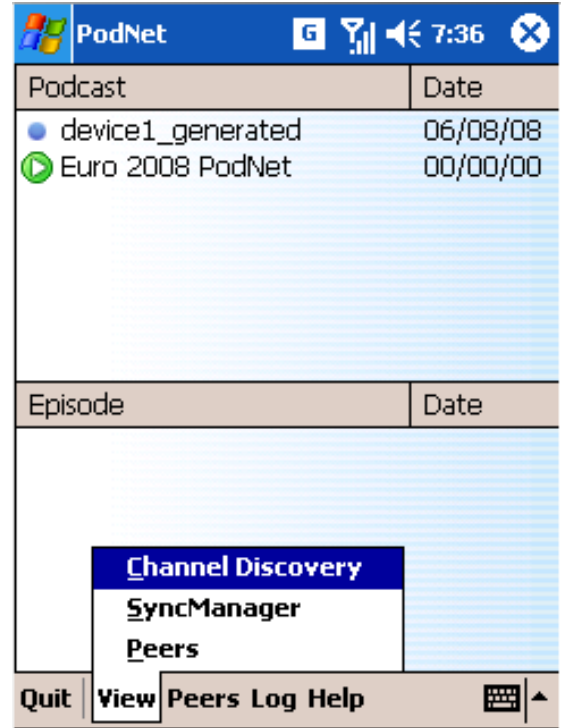 PodNet G 7:36
Podcast Date
device1_generated 06/08/08
Euro 2008 PodNet 00/00/00
Episode Date
Channel Discovery
SyncManager
Peers
Quit View Peers Log Help